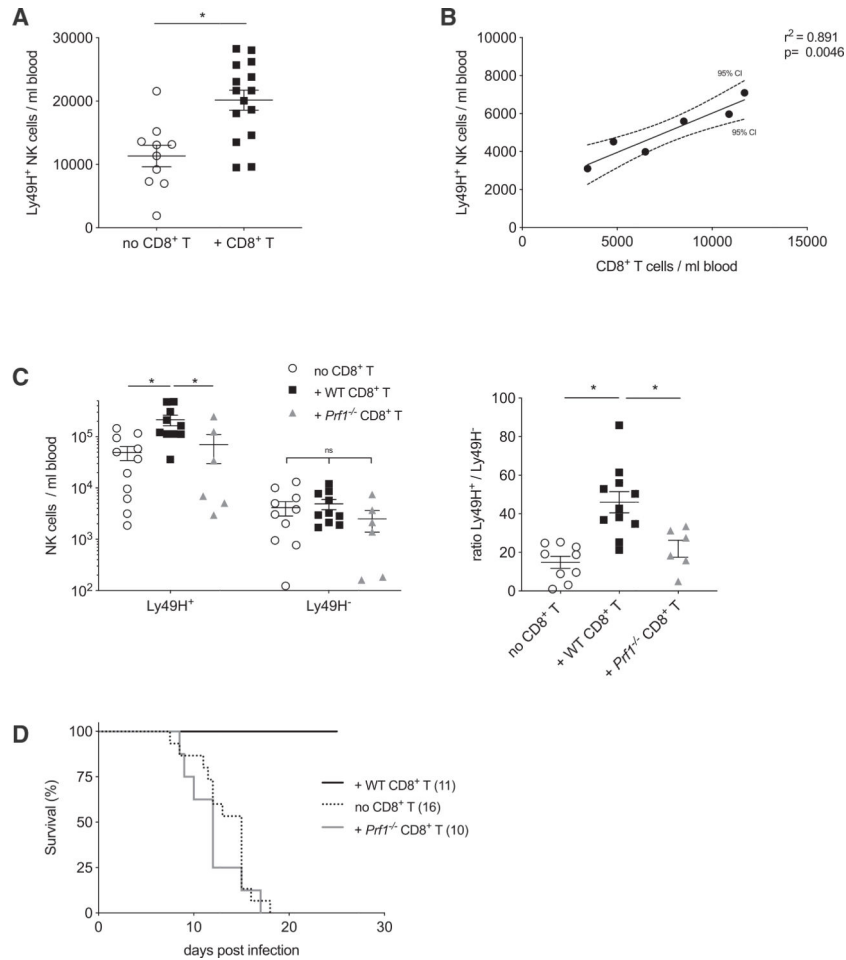 A
*
30000
20000
10000
0
Ly49H⁺ NK cells / ml blood
no CD8⁺ T
+ CD8⁺ T
B
r² = 0.891
p= 0.0046
10000
8000
6000
4000
2000
0
Ly49H⁺ NK cells / ml blood
95% CI
95% CI
0
5000
10000
15000
CD8⁺ T cells / ml blood
C
no CD8⁺ T
+ WT CD8⁺ T
+ Prf1⁻/⁻ CD8⁺ T
* *
ns
10⁵
10⁴
10³
10²
NK cells / ml blood
Ly49H⁺
Ly49H⁻
* *
100
80
60
40
20
0
ratio Ly49H⁺ / Ly49H⁻
no CD8⁺ T
+ WT CD8⁺ T
+ Prf1⁻/⁻ CD8⁺ T
D
100
75
50
25
0
Survival (%)
+ WT CD8⁺ T (11)
no CD8⁺ T (16)
+ Prf1⁻/⁻ CD8⁺ T (10)
0
10
20
30
days post infection